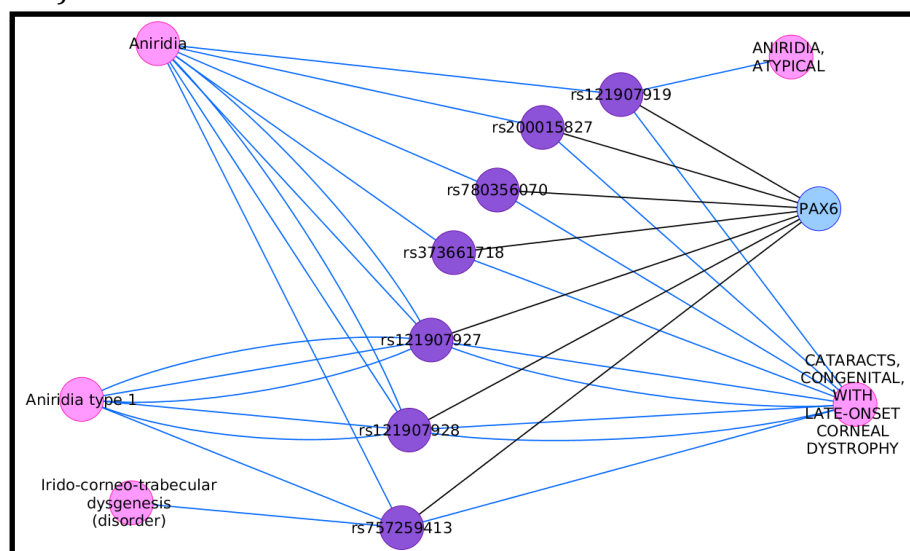 Aniridia
ANIRIDIA,
ATYPICAL
rs121907919
rs200015827
rs780356070
PAX6
rs373661718
rs121907927
CATARACTS,
CONGENITAL,
WITH
LATE-ONSET
CORNEAL
DYSTROPHY
Aniridia type 1
rs121907928
Irido-corneo-trabecular
dysgenesis
(disorder)
rs757259413